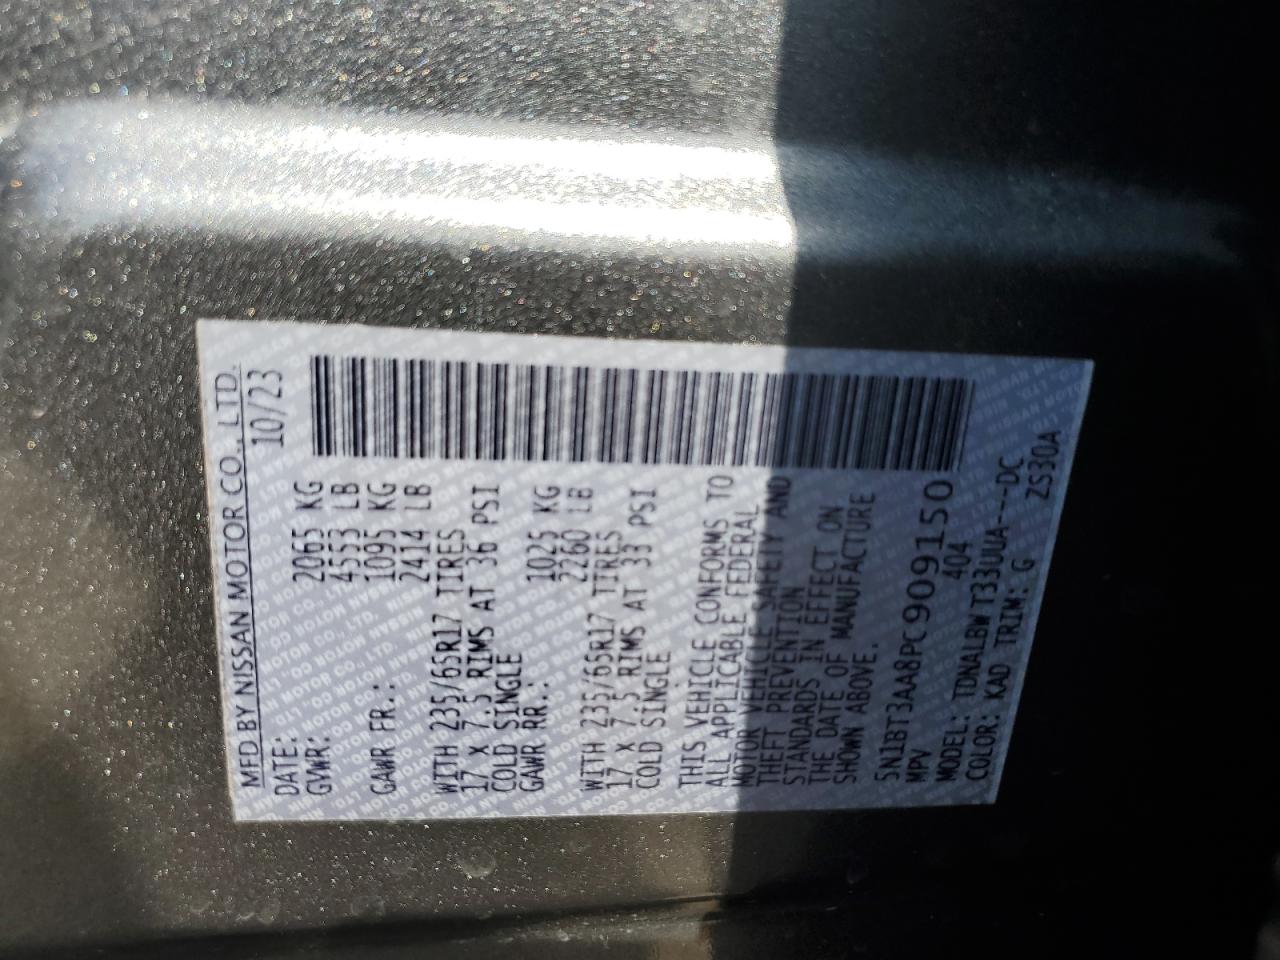 MFD BY NISSAN MOTOR CO., LTD.
DATE: 10/23
GVWR: 2065 KG
4553 LB
GAWR FR.: 1095 KG
2414 LB
WITH 235/65R17 TIRES
17 X 7.5 RIMS AT 36 PSI
COLD SINGLE
GAWR RR.: 1025 KG
2260 LB
WITH 235/65R17 TIRES
17 X 7.5 RIMS AT 33 PSI
COLD SINGLE
THIS VEHICLE CONFORMS TO
ALL APPLICABLE FEDERAL
MOTOR VEHICLE SAFETY AND
THEFT PREVENTION
STANDARDS IN EFFECT ON
THE DATE OF MANUFACTURE
SHOWN ABOVE.
5N1BT3AA8PC909150
MPV 404
MODEL: TDNALBWT33UUA---DC
COLOR: KAD TRIM: G ZS30A